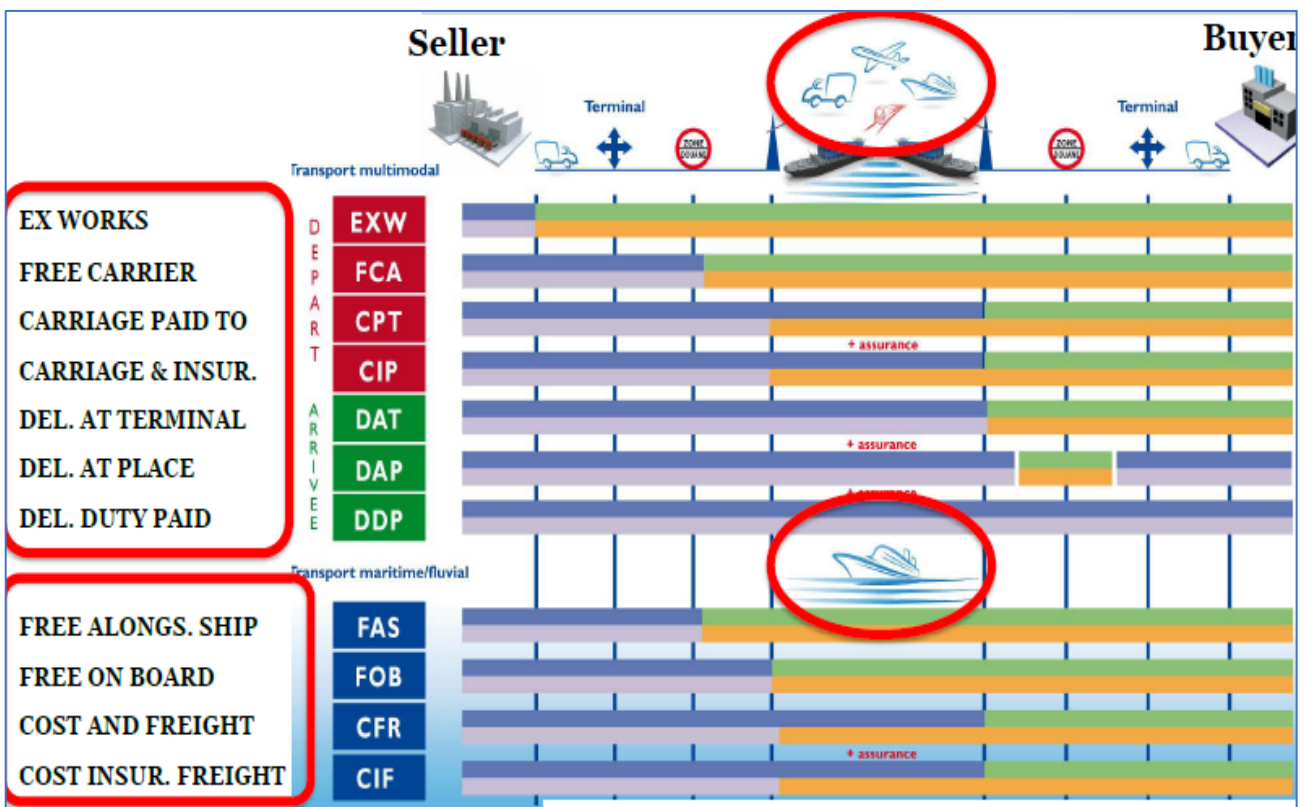 Seller
Buyer
Terminal
Terminal
ZONE
DOUANE
ZONE
DOUANE
Transport multimodal
DEPART
ARRIVEE
EX WORKS
EXW
FREE CARRIER
FCA
CARRIAGE PAID TO
CPT
+ assurance
CARRIAGE & INSUR.
CIP
DEL. AT TERMINAL
DAT
+ assurance
DEL. AT PLACE
DAP
+ assurance
DEL. DUTY PAID
DDP
Transport maritime/fluvial
FREE ALONGS. SHIP
FAS
FREE ON BOARD
FOB
COST AND FREIGHT
CFR
+ assurance
COST INSUR. FREIGHT
CIF